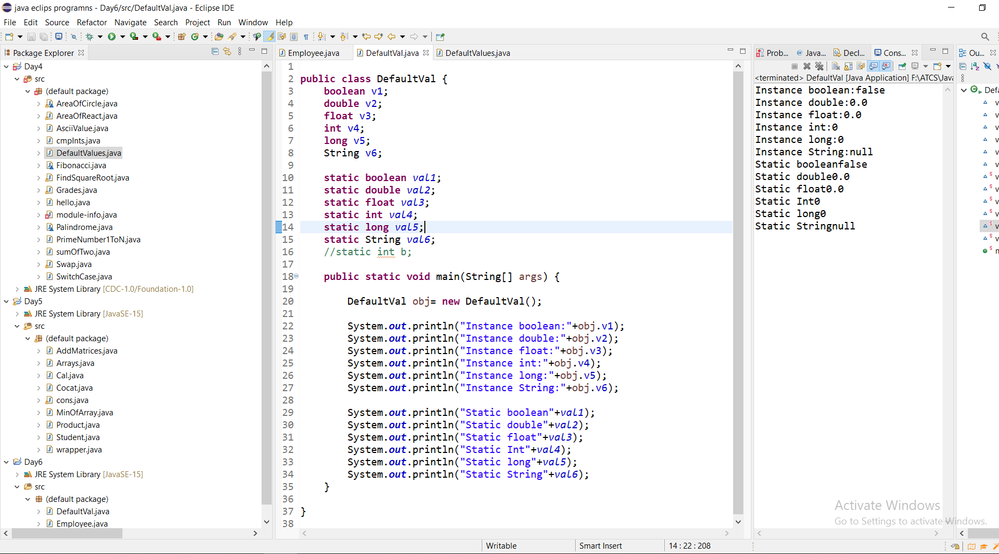 java eclips programns - Day6/src/DefaultVal.java - Eclipse IDE
File Edit Source Refactor Navigate Search Project Run Window Help
Package Explorer
Day4
src
(default package)
AreaOfCircle.java
AreaOfReact.java
AsciiValue.java
cmpInts.java
DefaultValues.java
Fibonacci.java
FindSquareRoot.java
Grades.java
hello.java
module-info.java
Palindrome.java
PrimeNumber1ToN.java
sumOfTwo.java
Swap.java
SwitchCase.java
JRE System Library [CDC-1.0/Foundation-1.0]
Day5
JRE System Library [JavaSE-15]
src
(default package)
AddMatrices.java
Arrays.java
Cal.java
Cocat.java
cons.java
MinOfArray.java
Product.java
Student.java
wrapper.java
Day6
JRE System Library [JavaSE-15]
src
(default package)
DefaultVal.java
Employee.java
Employee.java DefaultVal.java DefaultValues.java
1
2 public class DefaultVal {
3 boolean v1;
4 double v2;
5 float v3;
6 int v4;
7 long v5;
8 String v6;
9
10 static boolean val1;
11 static double val2;
12 static float val3;
13 static int val4;
14 static long val5;
15 static String val6;
16 //static int b;
17
18 public static void main(String[] args) {
19
20 DefaultVal obj= new DefaultVal();
21
22 System.out.println("Instance boolean:"+obj.v1);
23 System.out.println("Instance double:"+obj.v2);
24 System.out.println("Instance float:"+obj.v3);
25 System.out.println("Instance int:"+obj.v4);
26 System.out.println("Instance long:"+obj.v5);
27 System.out.println("Instance String:"+obj.v6);
28
29 System.out.println("Static boolean"+val1);
30 System.out.println("Static double"+val2);
31 System.out.println("Static float"+val3);
32 System.out.println("Static Int"+val4);
33 System.out.println("Static long"+val5);
34 System.out.println("Static String"+val6);
35 }
36
37 }
38
Prob... Java... Decl... Cons...
<terminated> DefaultVal [Java Application] F:\ATCS\Java
Instance boolean:false
Instance double:0.0
Instance float:0.0
Instance int:0
Instance long:0
Instance String:null
Static booleanfalse
Static double0.0
Static float0.0
Static Int0
Static long0
Static Stringnull
Ou...
Defa
Activate Windows
Go to Settings to activate Windows.
Writable Smart Insert 14 : 22 : 208